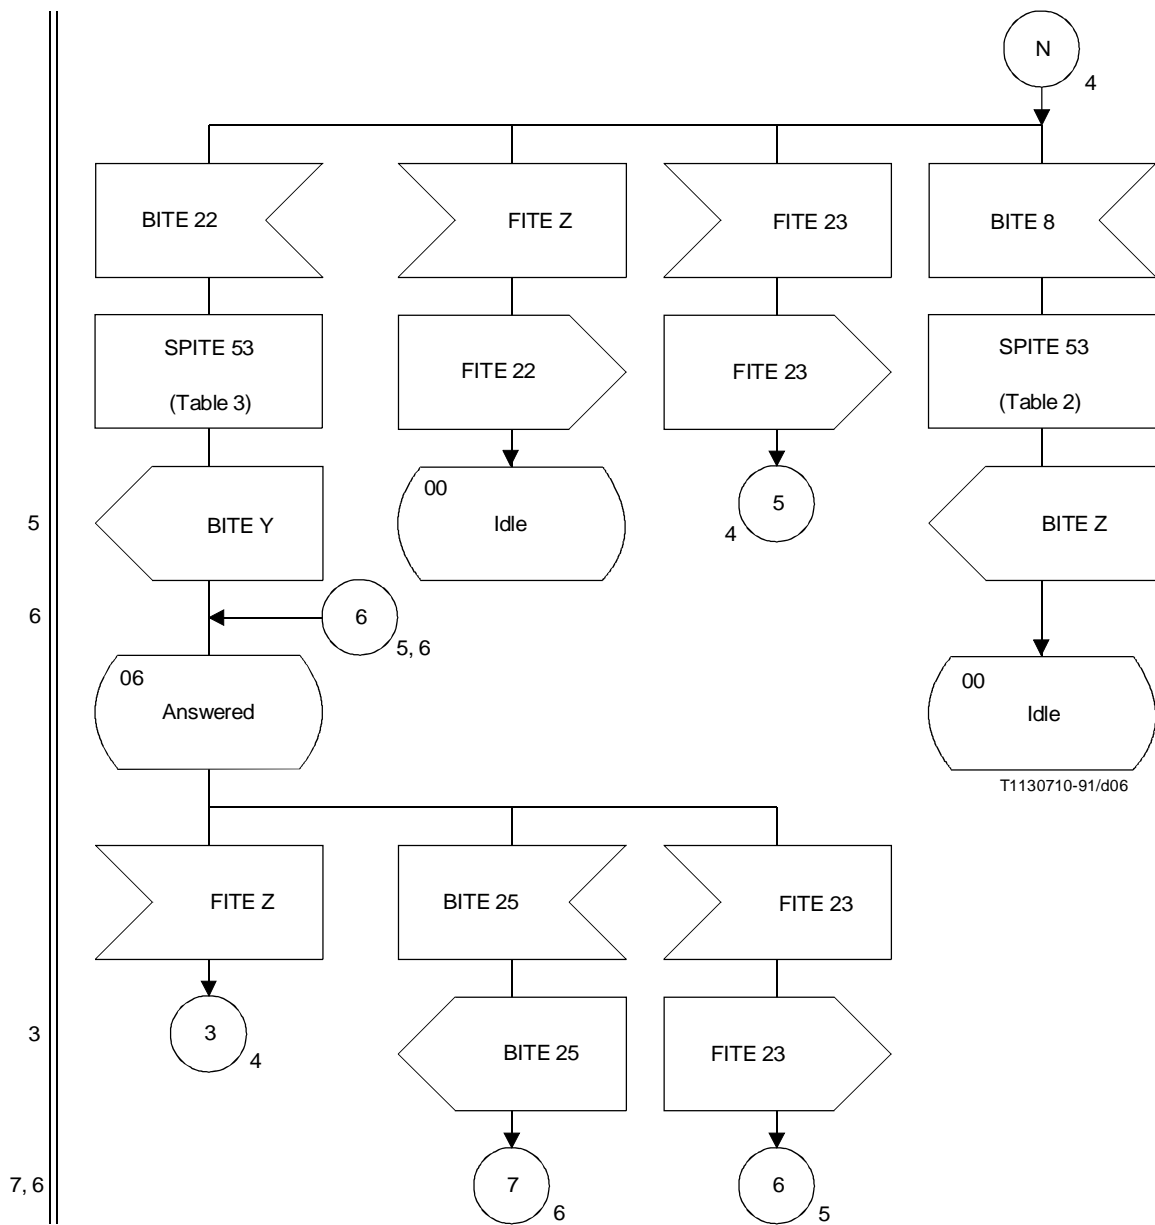 N
4
BITE 22
FITE Z
FITE 23
BITE 8
SPITE 53
(Table 3)
FITE 22
FITE 23
SPITE 53
(Table 2)
5
BITE Y
00
Idle
5
4
BITE Z
6
6
5, 6
06
Answered
00
Idle
T1130710-91/d06
FITE Z
BITE 25
FITE 23
3
3
4
BITE 25
FITE 23
7, 6
7
6
6
5